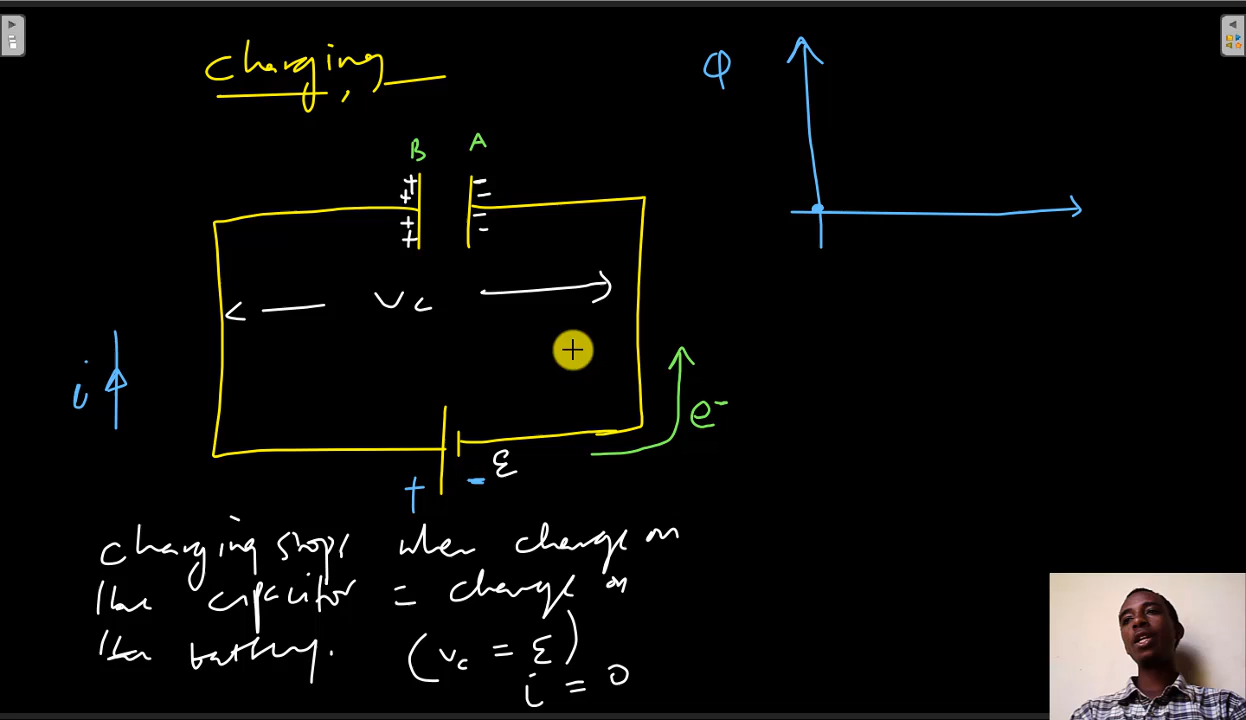 charging,
Q
B A
+ -
+ -
+ -
+ -
Vc
i
e-
ε
+ -
charging stops when charge on
the capacitor = charge on
the battery. (Vc = ε)
i = 0